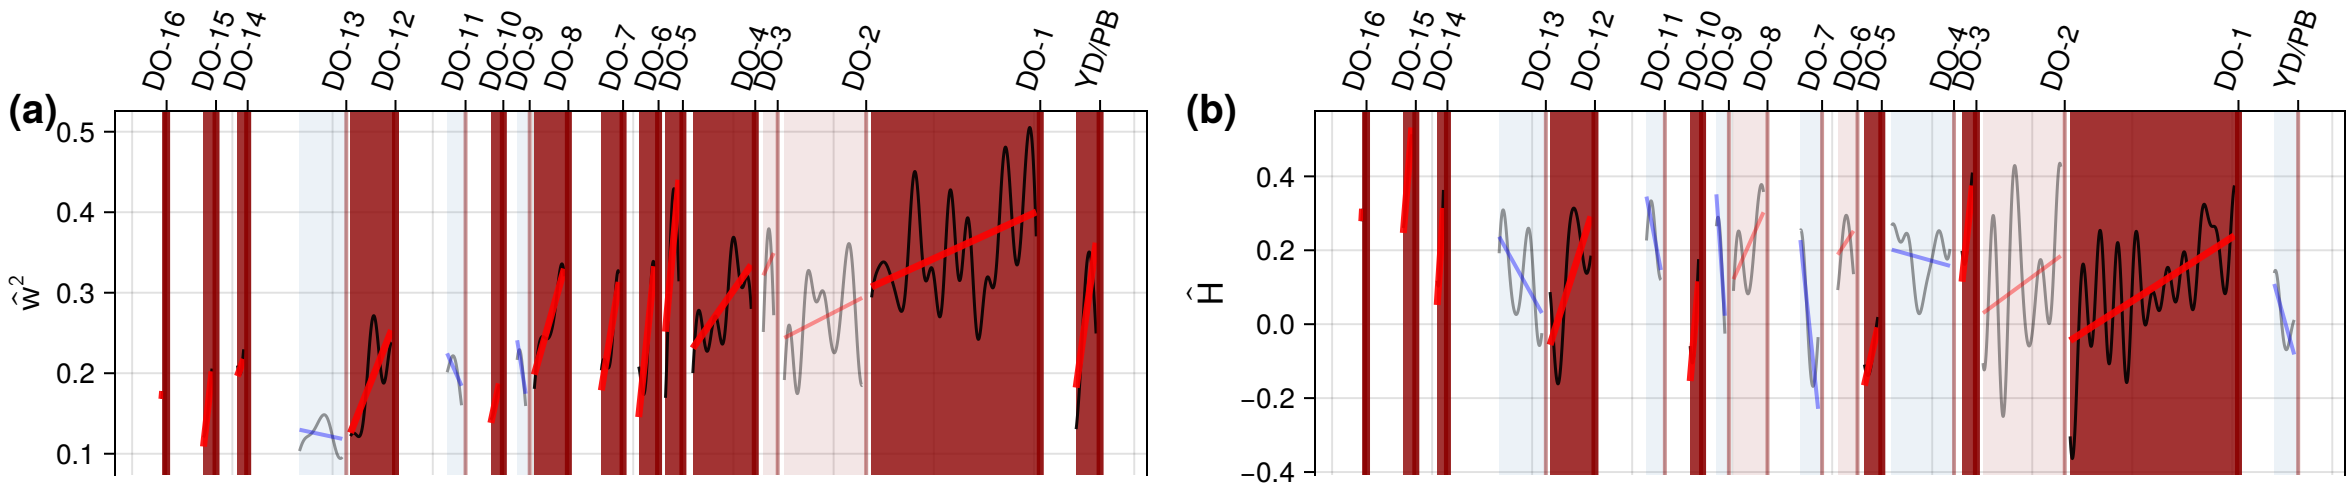 DO-16 DO-15 DO-14 DO-13 DO-12 DO-11 DO-10 DO-9 DO-8 DO-7 DO-6 DO-5 DO-4 DO-3 DO-2 DO-1 YD/PB
(a)
0.5
0.4
0.3
0.2
0.1
ŵ²
DO-16 DO-15 DO-14 DO-13 DO-12 DO-11 DO-10 DO-9 DO-8 DO-7 DO-6 DO-5 DO-4 DO-3 DO-2 DO-1 YD/PB
(b)
0.4
0.2
0.0
−0.2
−0.4
Ĥ